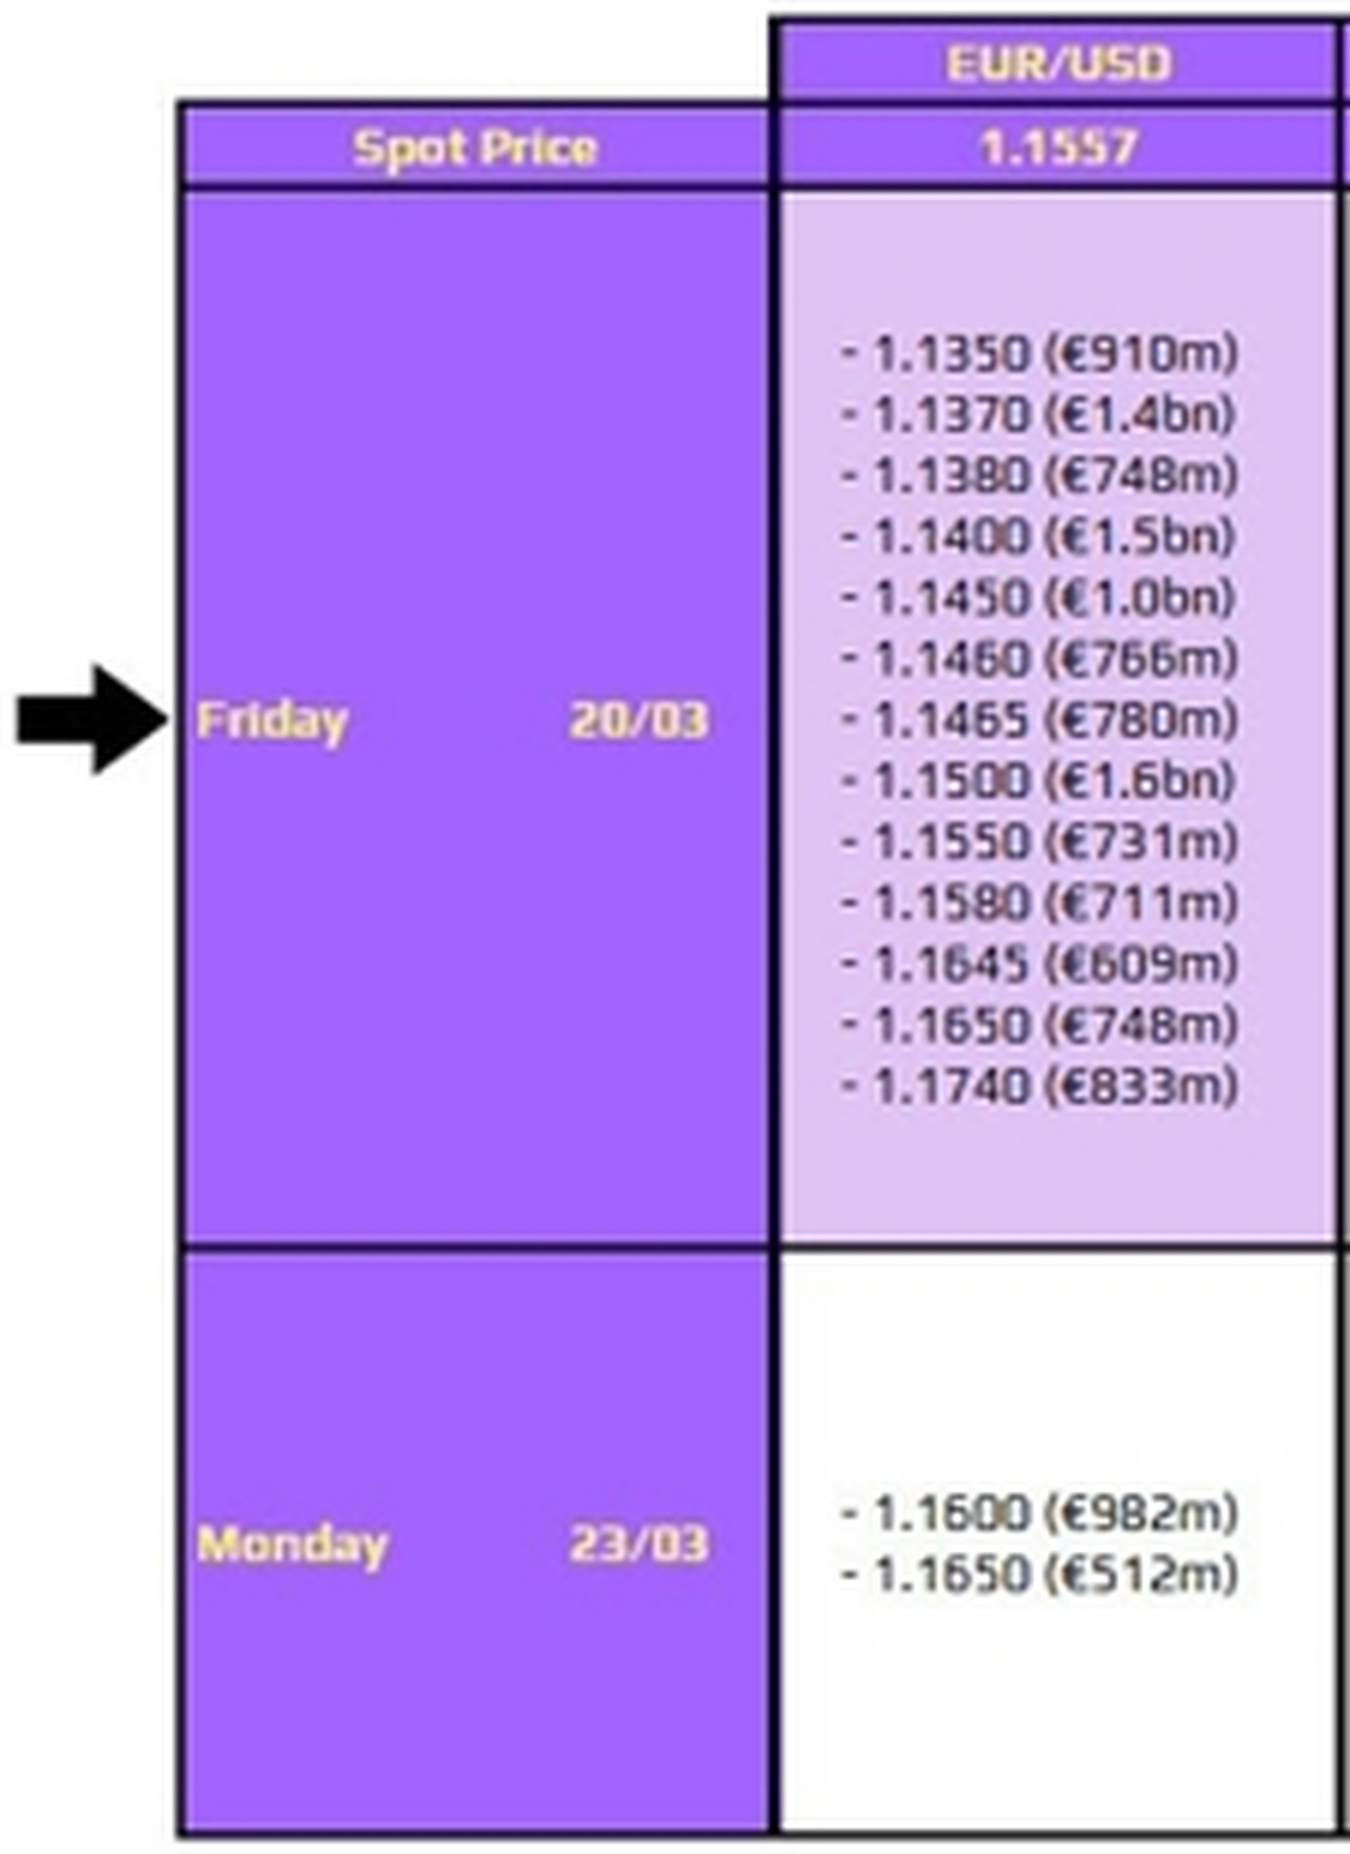 EUR/USD
Spot Price 1.1557
Friday 20/03
- 1.1350 (€910m)
- 1.1370 (€1.4bn)
- 1.1380 (€748m)
- 1.1400 (€1.5bn)
- 1.1450 (€1.0bn)
- 1.1460 (€766m)
- 1.1465 (€780m)
- 1.1500 (€1.6bn)
- 1.1550 (€731m)
- 1.1580 (€711m)
- 1.1645 (€609m)
- 1.1650 (€748m)
- 1.1740 (€833m)
Monday 23/03
- 1.1600 (€982m)
- 1.1650 (€512m)